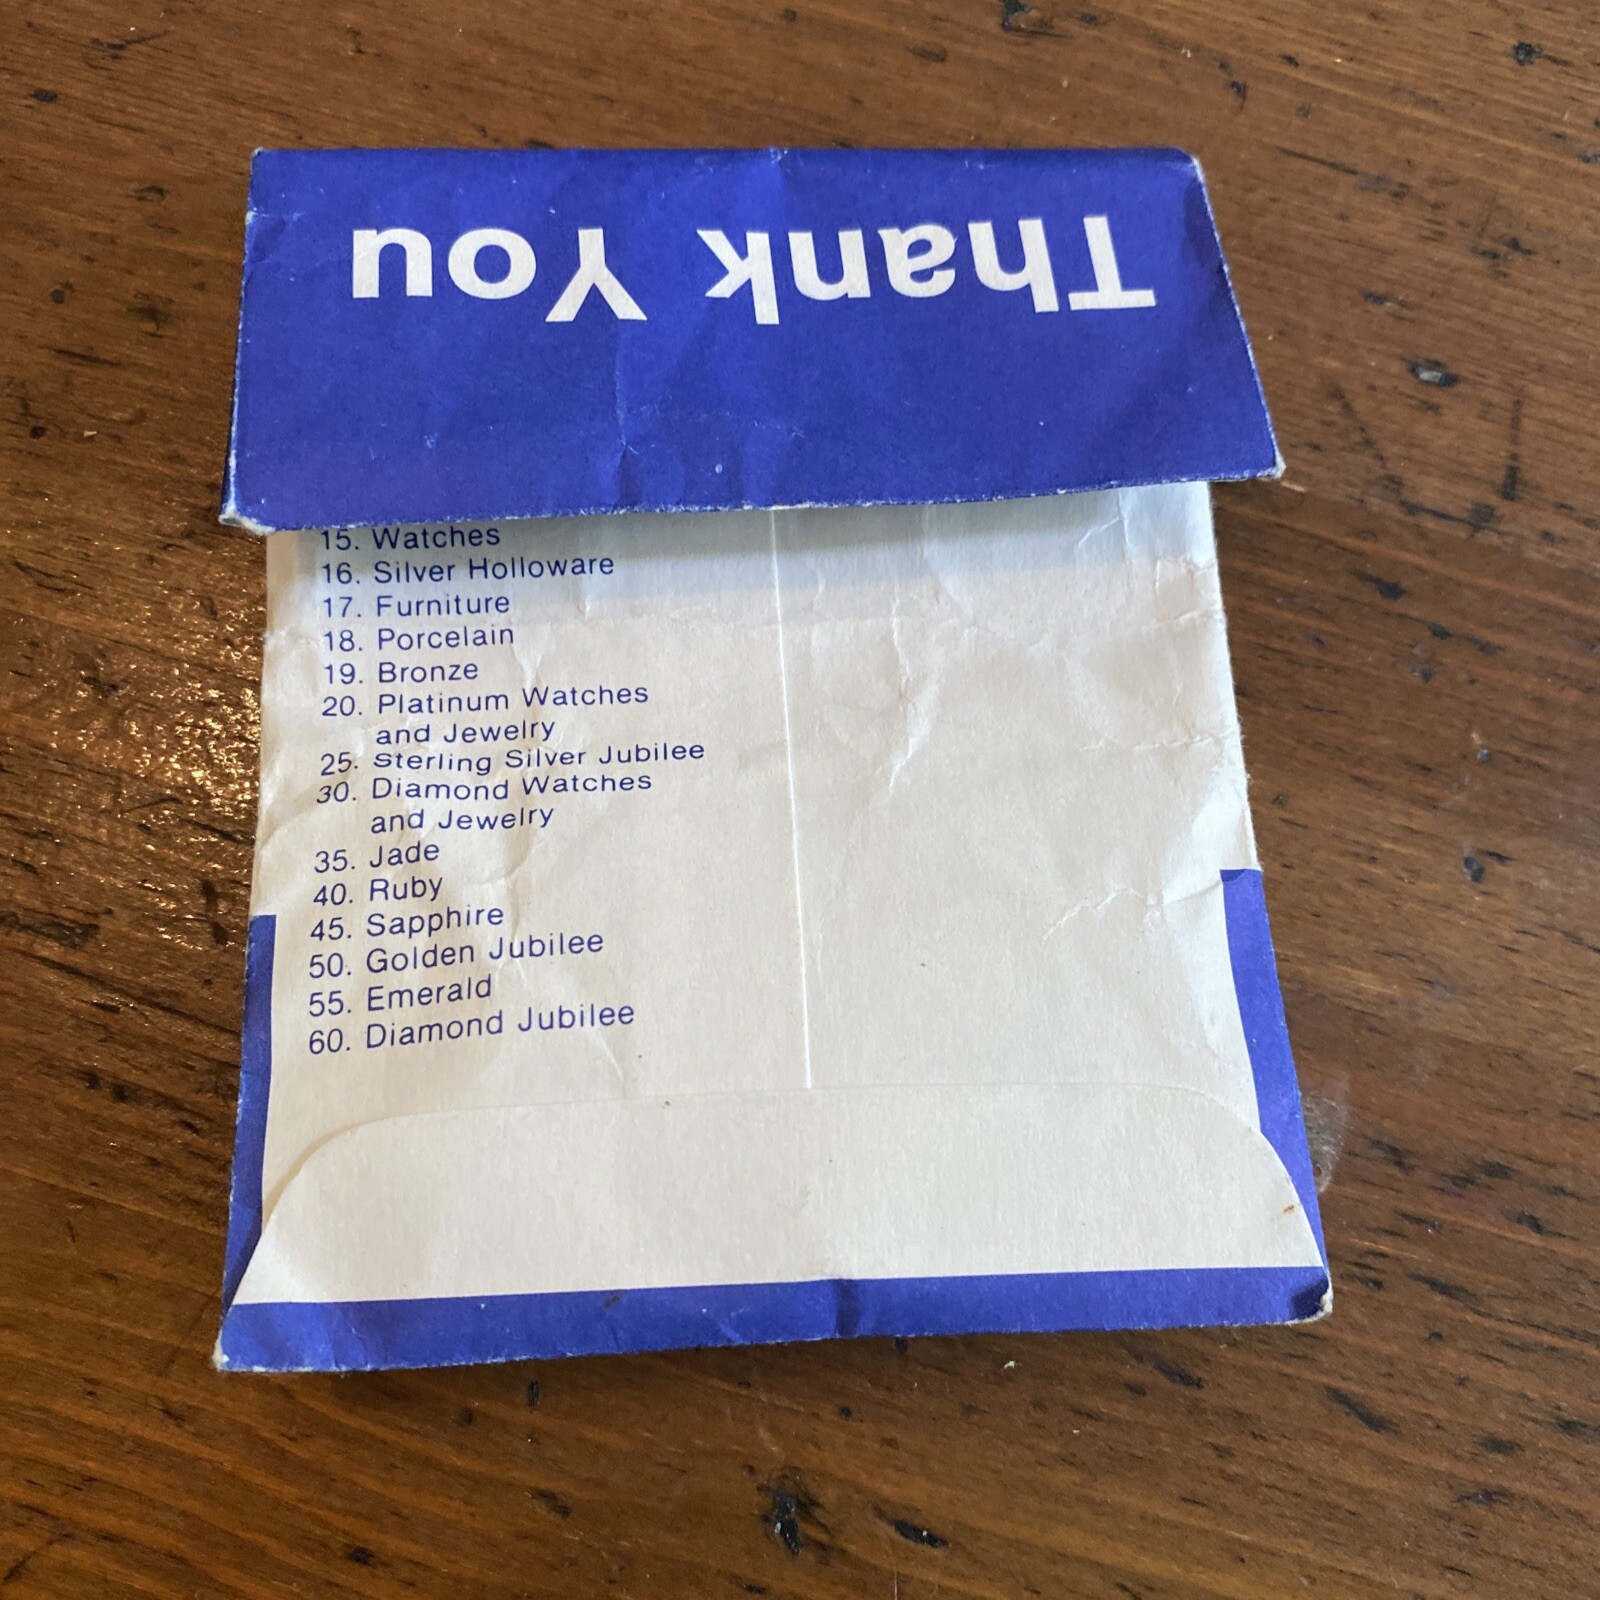 Thank You
15. Watches
16. Silver Holloware
17. Furniture
18. Porcelain
19. Bronze
20. Platinum Watches
and Jewelry
25. Sterling Silver Jubilee
30. Diamond Watches
and Jewelry
35. Jade
40. Ruby
45. Sapphire
50. Golden Jubilee
55. Emerald
60. Diamond Jubilee